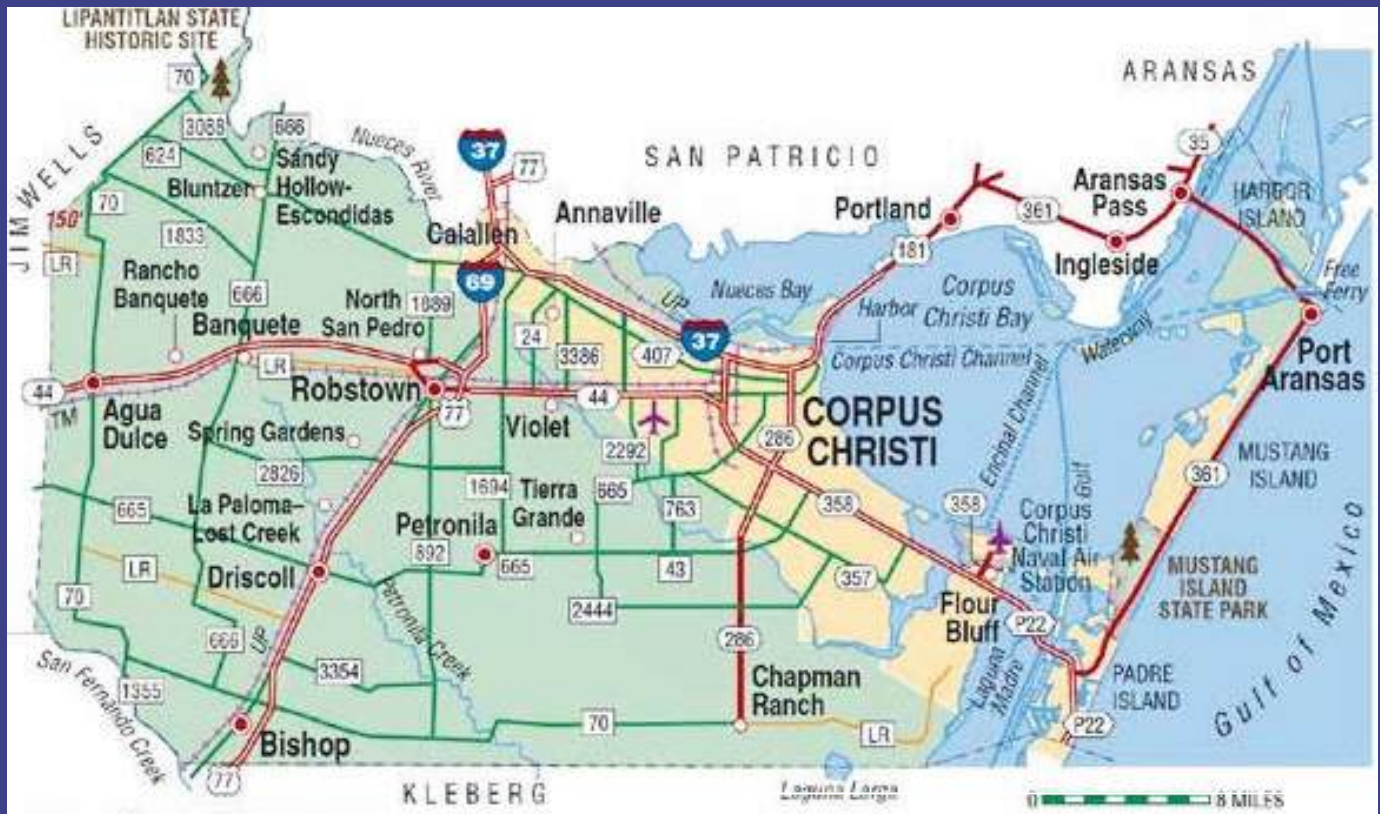 LIPANTITLAN STATE
HISTORIC SITE
ARANSAS
70
3088
666
37
77
SAN PATRICIO
35
JIM WELLS
624
Sandy
Hollow-
Escondidas
Nueces River
Bluntzer
Aransas
Pass
HARBOR
ISLAND
70
150'
Calallen
Annaville
Portland
361
1833
LR
181
Ingleside
Rancho
Banquete
666
North
San Pedro
1889
69
UP
Nueces Bay
Corpus
Christi Bay
Free
Ferry
Banquete
24
3386
407
37
Harbor
Waterway
Corpus Christi Channel
LR
44
Robstown
Port
Aransas
TM
Agua
Dulce
77
Violet
44
CORPUS
CHRISTI
Encinal Channel
Spring Gardens
2292
286
MUSTANG
ISLAND
2826
1694
Tierra
Grande
665
763
358
358
Gulf
361
665
La Paloma-
Lost Creek
Petronila
Corpus
Christi
Naval Air
Station
LR
Driscoll
892
665
43
357
MUSTANG
ISLAND
STATE PARK
70
2444
Flour
Bluff
P22
Petronila Creek
666
UP
286
Gulf of Mexico
San Fernando Creek
3354
Laguna
Madre
PADRE
ISLAND
1355
Chapman
Ranch
70
LR
P22
Bishop
77
KLEBERG
Laguna Larga
0
8 MILES